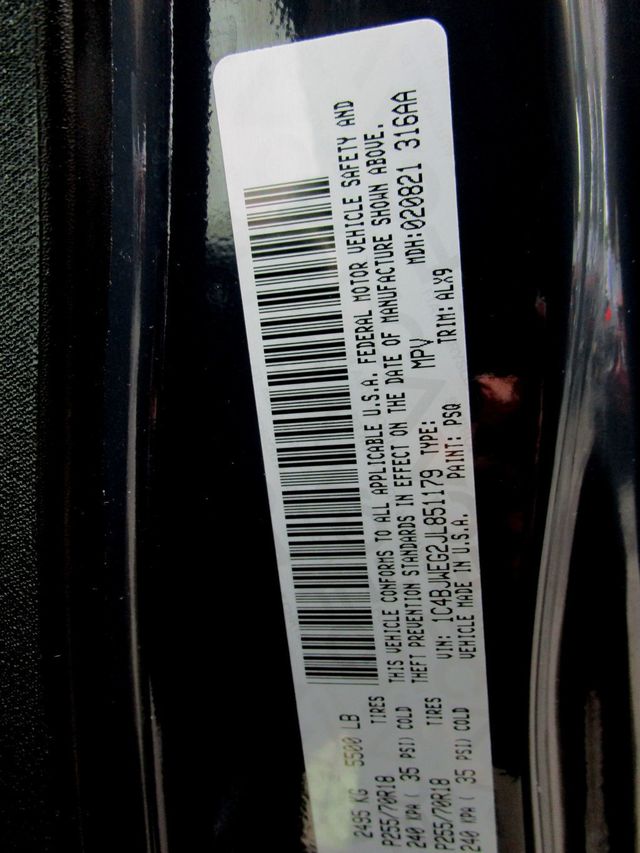 2495 KG 5500 LB
P255/70R18 TIRES
240 KPA ( 35 PSI) COLD
P255/70R18 TIRES
240 KPA ( 35 PSI) COLD
THIS VEHICLE CONFORMS TO ALL APPLICABLE U.S.A. FEDERAL MOTOR VEHICLE SAFETY AND
THEFT PREVENTION STANDARDS IN EFFECT ON THE DATE OF MANUFACTURE SHOWN ABOVE.
VIN: 1C4BJWEG2JL851179 TYPE: MPV MDH:020821 316AA
VEHICLE MADE IN U.S.A. PAINT: PSQ TRIM: ALX9